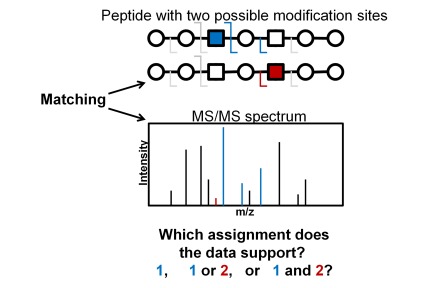 Peptide with two possible modification sites
Matching
MS/MS spectrum
Intensity
m/z
Which assignment does
the data support?
1, 1 or 2, or 1 and 2?